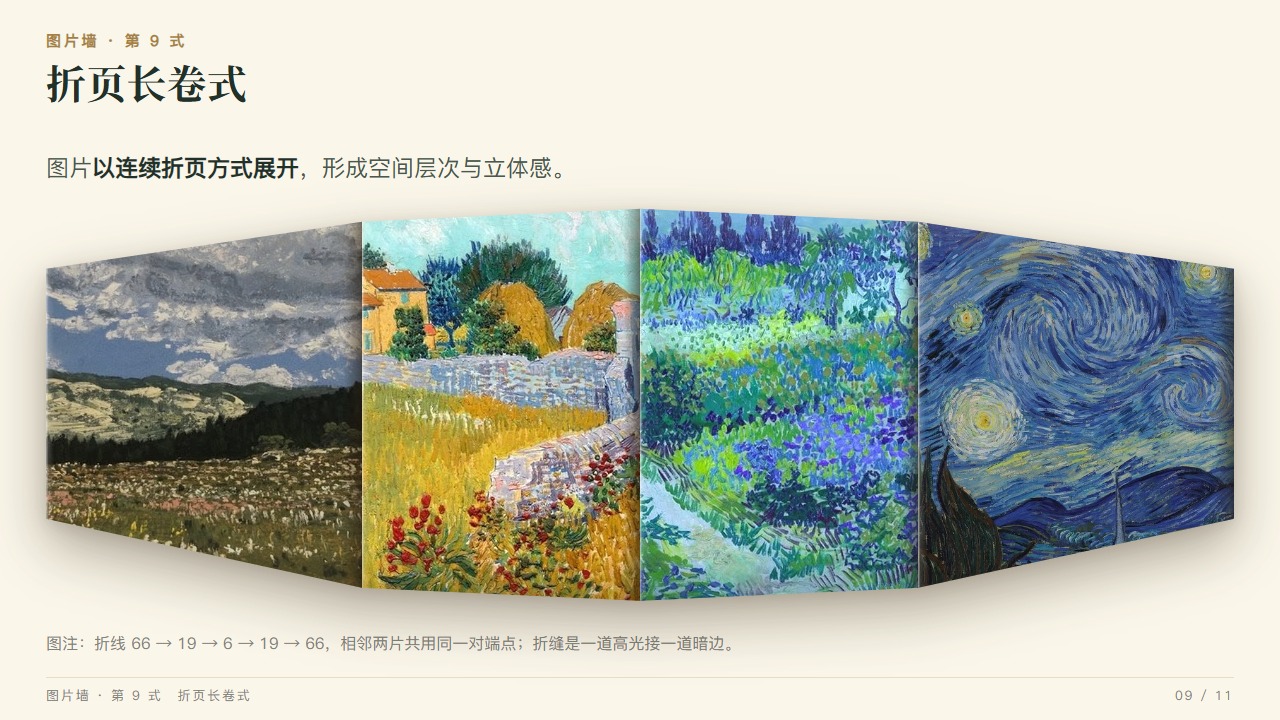 图片墙 · 第 9 式
折页长卷式
图片以连续折页方式展开，形成空间层次与立体感。
图注：折线 66 → 19 → 6 → 19 → 66，相邻两片共用同一对端点；折缝是一道高光接一道暗边。
图片墙 · 第 9 式　折页长卷式
09 / 11